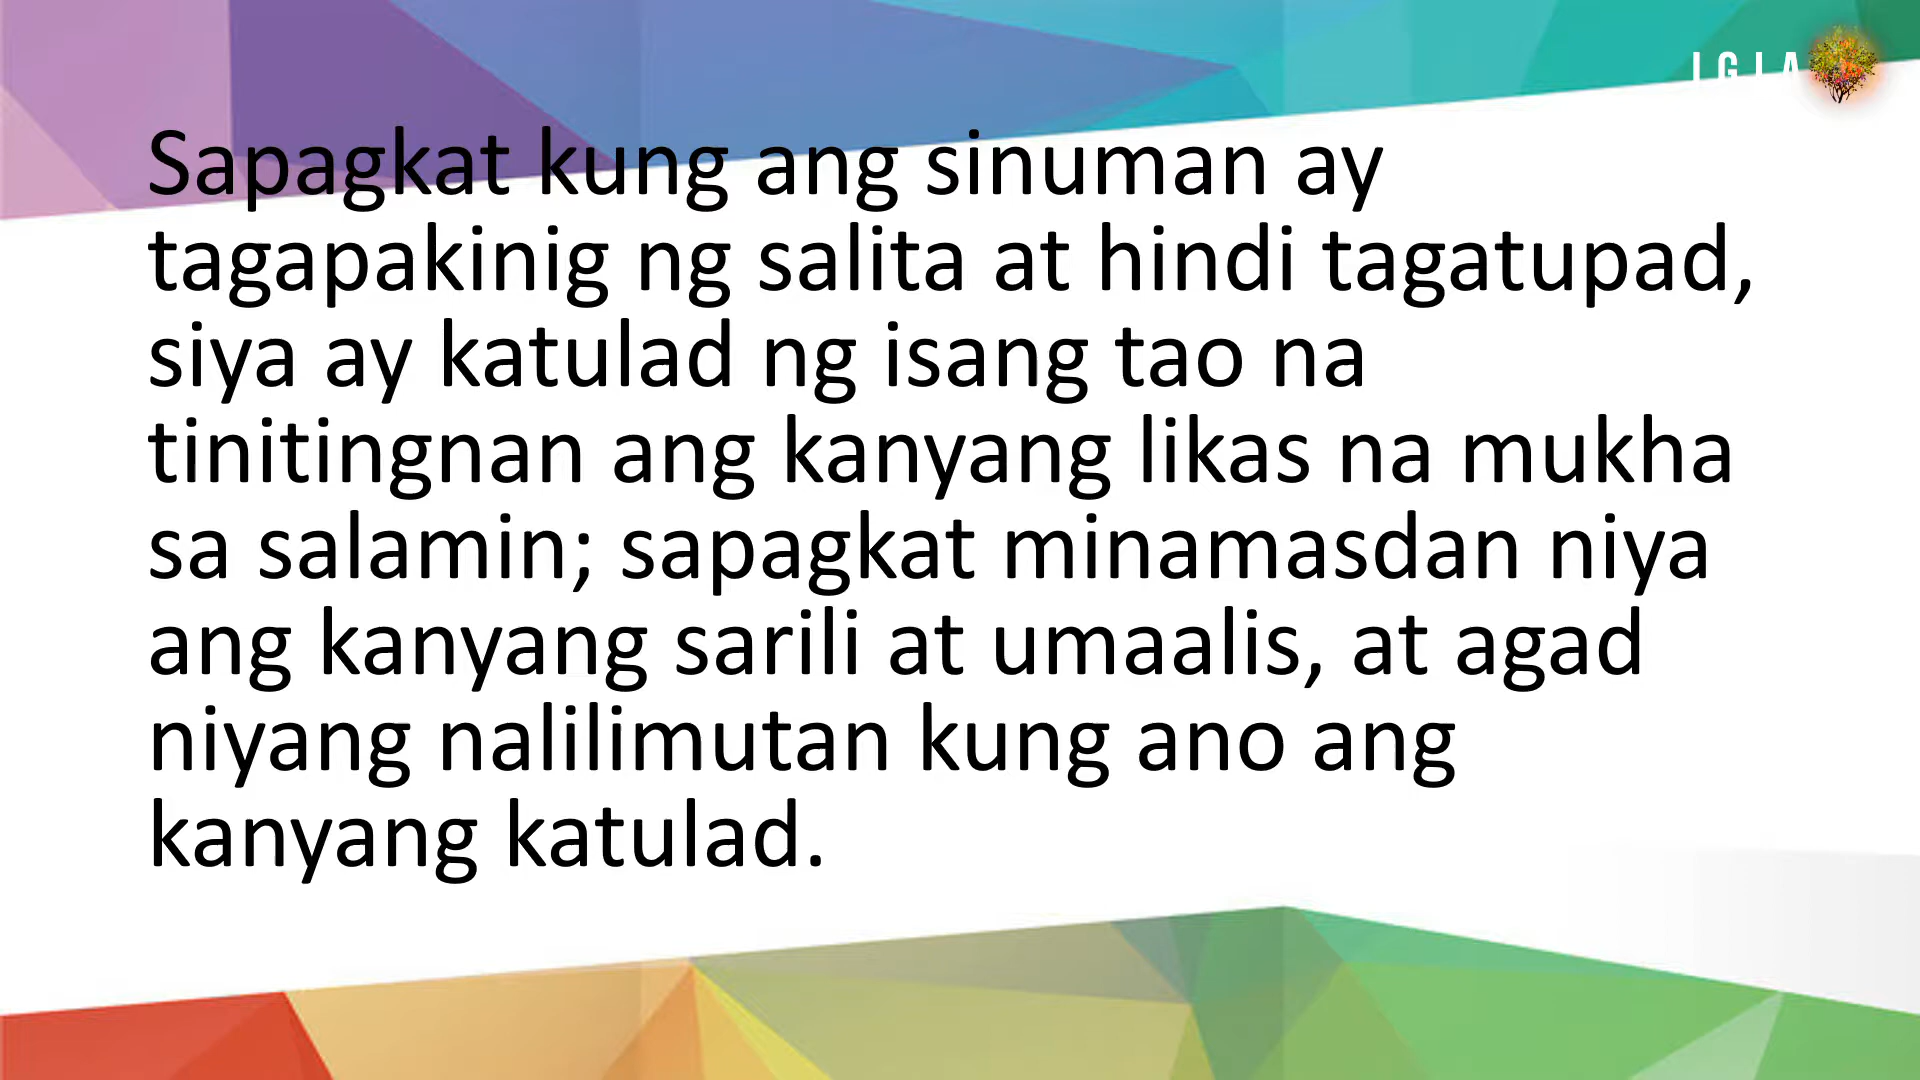 Sapagkat kung ang sinuman ay
tagapakinig ng salita at hindi tagatupad,
siya ay katulad ng isang tao na
tinitingnan ang kanyang likas na mukha
sa salamin; sapagkat minamasdan niya
ang kanyang sarili at umaalis, at agad
niyang nalilimutan kung ano ang
kanyang katulad.